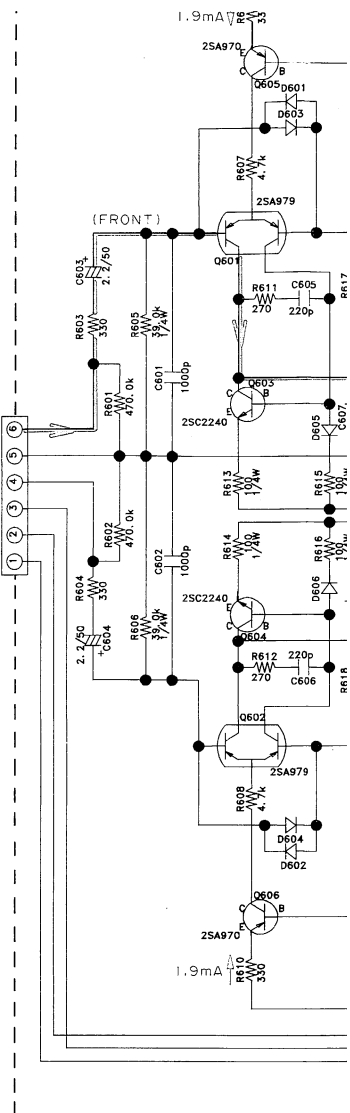 1.9mA
R6
33
2SA970
E
C
B
Q605
D601
D603
R607
4.7k
2SA979
(FRONT)
C603
+
2.2/50
Q601
R603
330
R605
39.0k
1/4W
C601
1000p
R611
270
C605
220p
R617
R601
470.0k
Q603
C
B
E
2SC2240
D605
C607
R613
100
1/4W
R615
100
1/4W
6
5
4
3
2
1
R602
470.0k
C602
1000p
R614
100
1/4W
R616
100
1/4W
R604
330
2SC2240
E
C
B
Q604
D606
R606
39.0k
1/4W
2.2/50
+
C604
R612
270
220p
C606
R618
Q602
2SA979
R608
4.7k
D604
D602
Q606
C
B
E
2SA970
1.9mA
R610
330